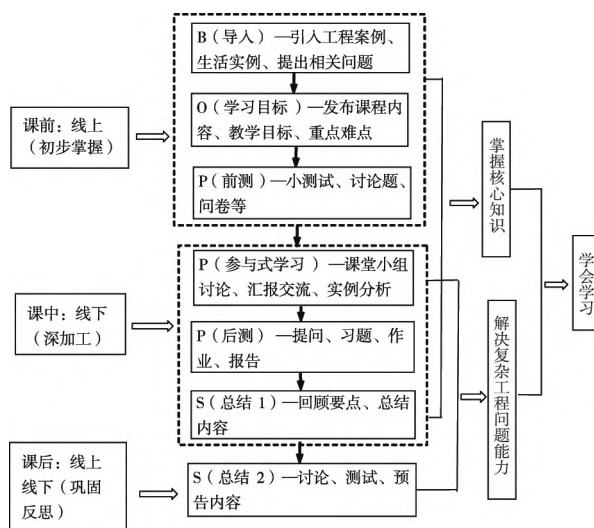 B（导入）—引入工程案例、
生活实例、提出相关问题
O（学习目标）—发布课程内
容、教学目标、重点难点
课前：线上
（初步掌握）
P（前测）—小测试、讨论题、
问卷等
掌握核心知识
P（参与式学习）—课堂小组
讨论、汇报交流、实例分析
学会学习
课中：线下
（深加工）
P（后测）—提问、习题、作
业、报告
解决复杂工程问题能力
S（总结 1）—回顾要点、总结
内容
课后：线上
线下（巩固
反思）
S（总结 2）—讨论、测试、预
告内容